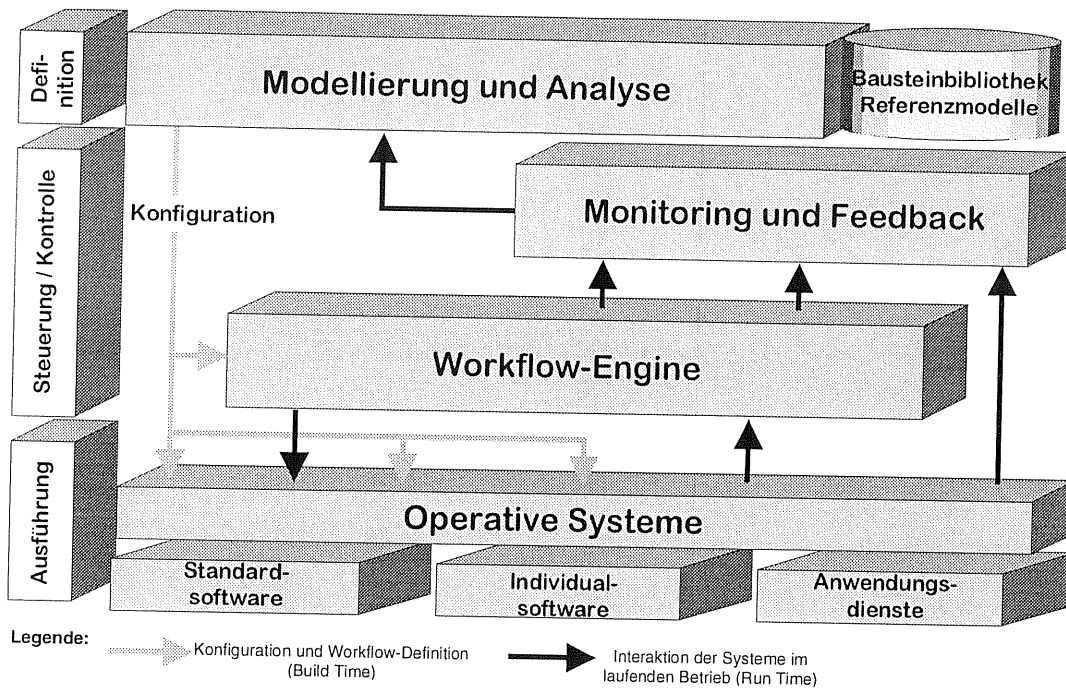 Defi-
nition
Modellierung und Analyse
Bausteinbibliothek
Referenzmodelle
Steuerung / Kontrolle
Konfiguration
Monitoring und Feedback
Workflow-Engine
Ausführung
Operative Systeme
Standard-
software
Individual-
software
Anwendungs-
dienste
Legende:
Konfiguration und Workflow-Definition
(Build Time)
Interaktion der Systeme im
laufenden Betrieb (Run Time)